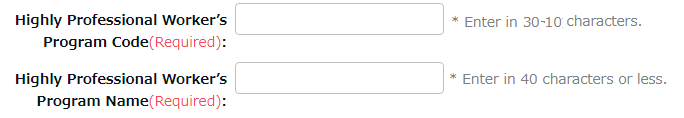 Highly Professional Worker's * Enter in 30-10 characters.
Program Code(Required):
Highly Professional Worker's * Enter in 40 characters or less.
Program Name(Required):